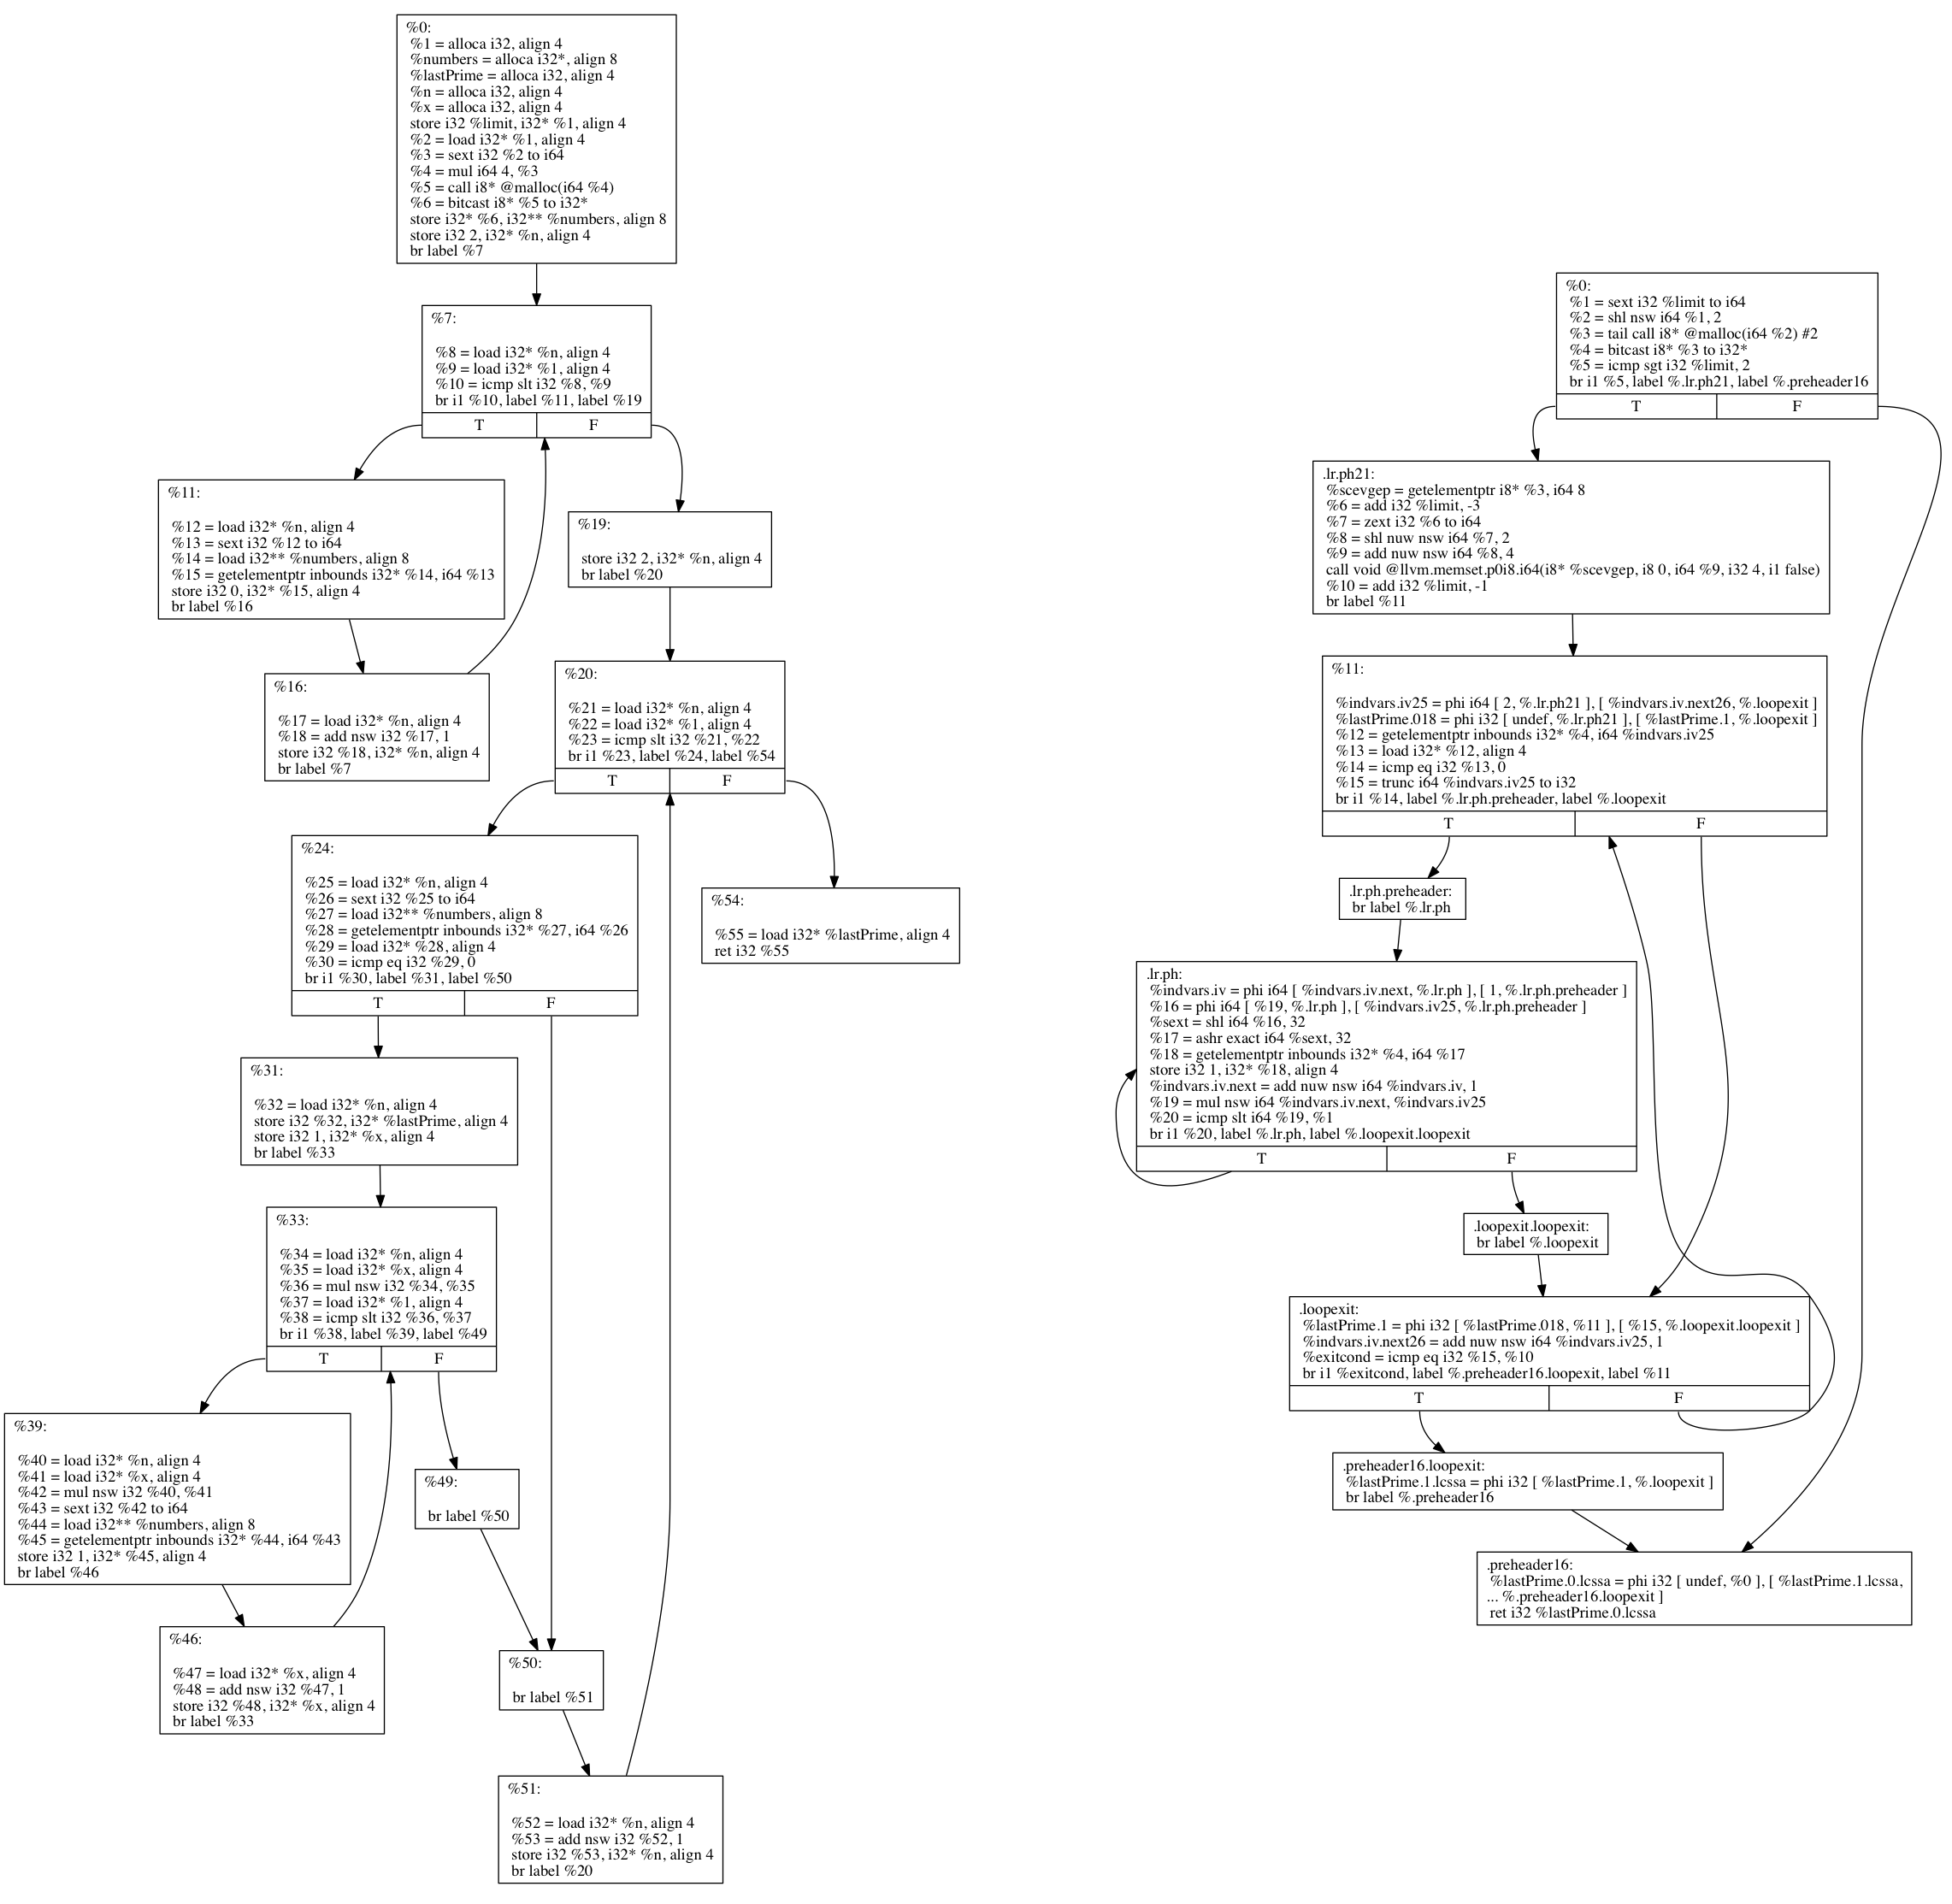 %0:
%1 = alloca i32, align 4
%numbers = alloca i32*, align 8
%lastPrime = alloca i32, align 4
%n = alloca i32, align 4
%x = alloca i32, align 4
store i32 %limit, i32* %1, align 4
%2 = load i32* %1, align 4
%3 = sext i32 %2 to i64
%4 = mul i64 4, %3
%5 = call i8* @malloc(i64 %4)
%6 = bitcast i8* %5 to i32*
store i32* %6, i32** %numbers, align 8
store i32 2, i32* %n, align 4
br label %7
%7:
%8 = load i32* %n, align 4
%9 = load i32* %1, align 4
%10 = icmp slt i32 %8, %9
br i1 %10, label %11, label %19
T F
%11:
%12 = load i32* %n, align 4
%13 = sext i32 %12 to i64
%14 = load i32** %numbers, align 8
%15 = getelementptr inbounds i32* %14, i64 %13
store i32 0, i32* %15, align 4
br label %16
%19:
store i32 2, i32* %n, align 4
br label %20
%16:
%17 = load i32* %n, align 4
%18 = add nsw i32 %17, 1
store i32 %18, i32* %n, align 4
br label %7
%20:
%21 = load i32* %n, align 4
%22 = load i32* %1, align 4
%23 = icmp slt i32 %21, %22
br i1 %23, label %24, label %54
T F
%24:
%25 = load i32* %n, align 4
%26 = sext i32 %25 to i64
%27 = load i32** %numbers, align 8
%28 = getelementptr inbounds i32* %27, i64 %26
%29 = load i32* %28, align 4
%30 = icmp eq i32 %29, 0
br i1 %30, label %31, label %50
T F
%54:
%55 = load i32* %lastPrime, align 4
ret i32 %55
%31:
%32 = load i32* %n, align 4
store i32 %32, i32* %lastPrime, align 4
store i32 1, i32* %x, align 4
br label %33
%33:
%34 = load i32* %n, align 4
%35 = load i32* %x, align 4
%36 = mul nsw i32 %34, %35
%37 = load i32* %1, align 4
%38 = icmp slt i32 %36, %37
br i1 %38, label %39, label %49
T F
%39:
%40 = load i32* %n, align 4
%41 = load i32* %x, align 4
%42 = mul nsw i32 %40, %41
%43 = sext i32 %42 to i64
%44 = load i32** %numbers, align 8
%45 = getelementptr inbounds i32* %44, i64 %43
store i32 1, i32* %45, align 4
br label %46
%49:
br label %50
%46:
%47 = load i32* %x, align 4
%48 = add nsw i32 %47, 1
store i32 %48, i32* %x, align 4
br label %33
%50:
br label %51
%51:
%52 = load i32* %n, align 4
%53 = add nsw i32 %52, 1
store i32 %53, i32* %n, align 4
br label %20
%0:
%1 = sext i32 %limit to i64
%2 = shl nsw i64 %1, 2
%3 = tail call i8* @malloc(i64 %2) #2
%4 = bitcast i8* %3 to i32*
%5 = icmp sgt i32 %limit, 2
br i1 %5, label %.lr.ph21, label %.preheader16
T F
.lr.ph21:
%scevgep = getelementptr i8* %3, i64 8
%6 = add i32 %limit, -3
%7 = zext i32 %6 to i64
%8 = shl nuw nsw i64 %7, 2
%9 = add nuw nsw i64 %8, 4
call void @llvm.memset.p0i8.i64(i8* %scevgep, i8 0, i64 %9, i32 4, i1 false)
%10 = add i32 %limit, -1
br label %11
%11:
%indvars.iv25 = phi i64 [ 2, %.lr.ph21 ], [ %indvars.iv.next26, %.loopexit ]
%lastPrime.018 = phi i32 [ undef, %.lr.ph21 ], [ %lastPrime.1, %.loopexit ]
%12 = getelementptr inbounds i32* %4, i64 %indvars.iv25
%13 = load i32* %12, align 4
%14 = icmp eq i32 %13, 0
%15 = trunc i64 %indvars.iv25 to i32
br i1 %14, label %.lr.ph.preheader, label %.loopexit
T F
.lr.ph.preheader:
br label %.lr.ph
.lr.ph:
%indvars.iv = phi i64 [ %indvars.iv.next, %.lr.ph ], [ 1, %.lr.ph.preheader ]
%16 = phi i64 [ %19, %.lr.ph ], [ %indvars.iv25, %.lr.ph.preheader ]
%sext = shl i64 %16, 32
%17 = ashr exact i64 %sext, 32
%18 = getelementptr inbounds i32* %4, i64 %17
store i32 1, i32* %18, align 4
%indvars.iv.next = add nuw nsw i64 %indvars.iv, 1
%19 = mul nsw i64 %indvars.iv.next, %indvars.iv25
%20 = icmp slt i64 %19, %1
br i1 %20, label %.lr.ph, label %.loopexit.loopexit
T F
.loopexit.loopexit:
br label %.loopexit
.loopexit:
%lastPrime.1 = phi i32 [ %lastPrime.018, %11 ], [ %15, %.loopexit.loopexit ]
%indvars.iv.next26 = add nuw nsw i64 %indvars.iv25, 1
%exitcond = icmp eq i32 %15, %10
br i1 %exitcond, label %.preheader16.loopexit, label %11
T F
.preheader16.loopexit:
%lastPrime.1.lcssa = phi i32 [ %lastPrime.1, %.loopexit ]
br label %.preheader16
.preheader16:
%lastPrime.0.lcssa = phi i32 [ undef, %0 ], [ %lastPrime.1.lcssa,
... %.preheader16.loopexit ]
ret i32 %lastPrime.0.lcssa